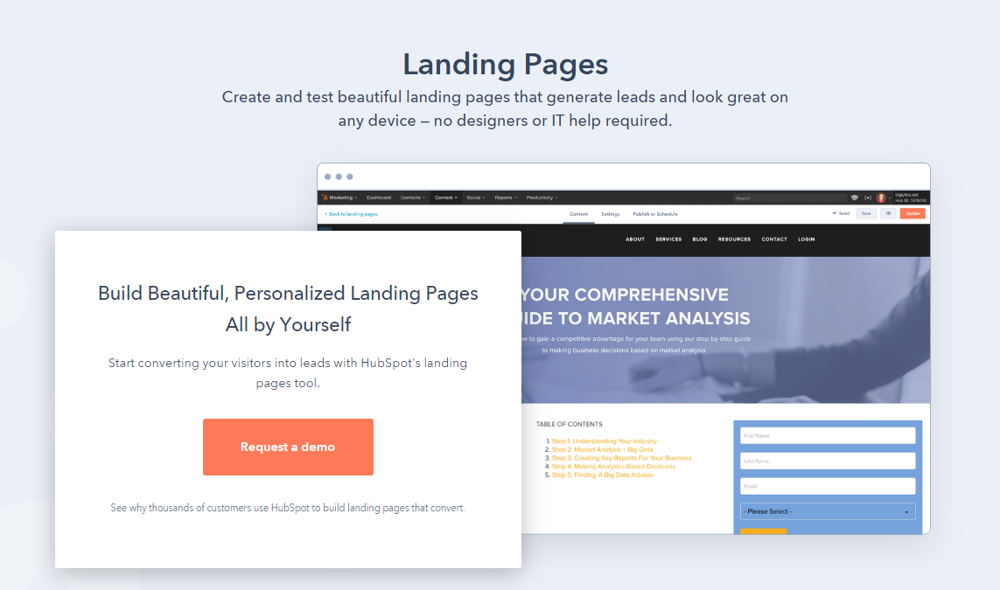 Landing Pages
Create and test beautiful landing pages that generate leads and look great on
any device – no designers or IT help required.
Marketing Dashboard Contacts Content Social Reports Productivity Search biglytics.net
Hub ID: 1976760
Back to landing pages Content Settings Publish or Schedule Saved Save Update
ABOUT SERVICES BLOG RESOURCES CONTACT LOGIN
Build Beautiful, Personalized Landing Pages
All by Yourself
Start converting your visitors into leads with HubSpot's landing
pages tool.
Request a demo
See why thousands of customers use HubSpot to build landing pages that convert.
YOUR COMPREHENSIVE
IDE TO MARKET ANALYSIS
to gain a competitive advantage for your team using our step by step guide
to making business decisions based on market analysis
TABLE OF CONTENTS
1. Step 1: Understanding Your Industry
2. Step 2: Market Analysis + Big Data
3. Step 3: Creating Key Reports For Your Business
4. Step 4: Making Analytics-Based Decisions
5. Step 5: Finding A Big Data Advisor
First Name
Last Name
Email
- Please Select -